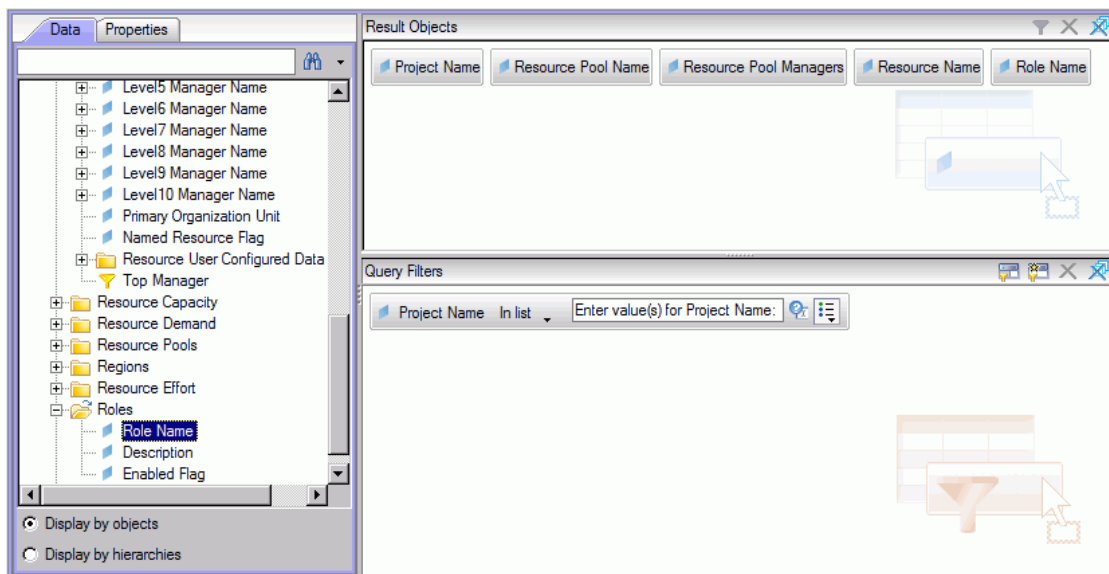 Data
Properties
Level5 Manager Name
Level6 Manager Name
Level7 Manager Name
Level8 Manager Name
Level9 Manager Name
Level10 Manager Name
Primary Organization Unit
Named Resource Flag
Resource User Configured Data
Top Manager
Resource Capacity
Resource Demand
Resource Pools
Regions
Resource Effort
Roles
Role Name
Description
Enabled Flag
Display by objects
Display by hierarchies
Result Objects
Project Name
Resource Pool Name
Resource Pool Managers
Resource Name
Role Name
Query Filters
Project Name In list Enter value(s) for Project Name: